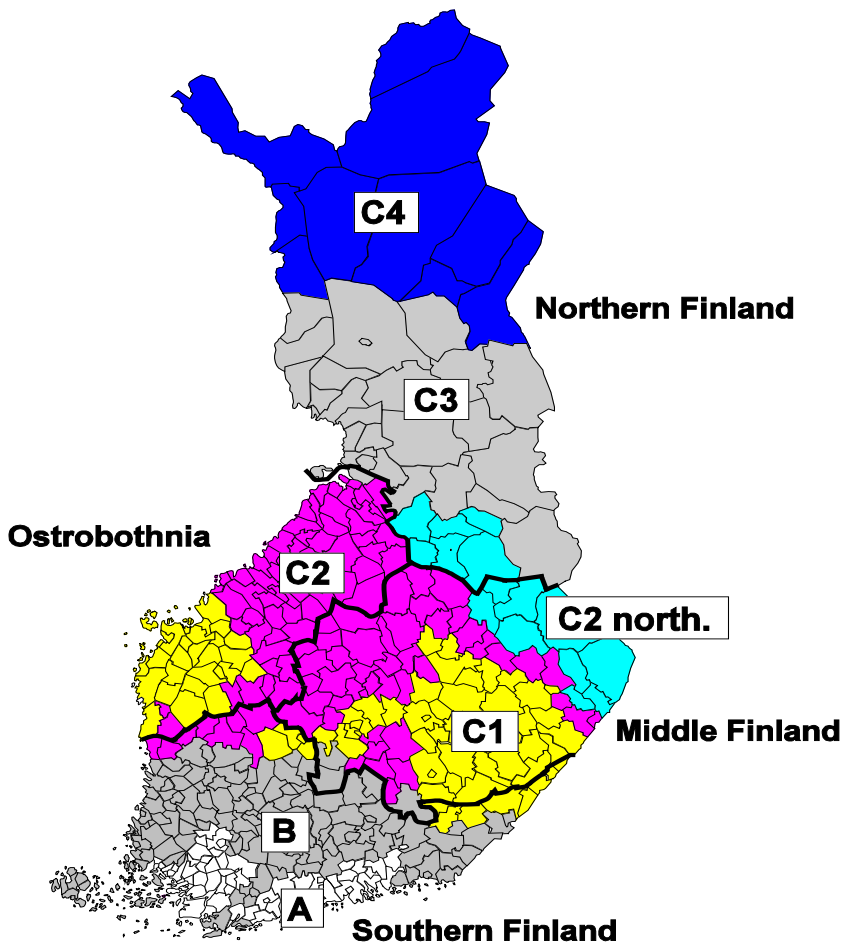 C4
Northern Finland
C3
Ostrobothnia
C2
C2 north.
C1
Middle Finland
B
A
Southern Finland